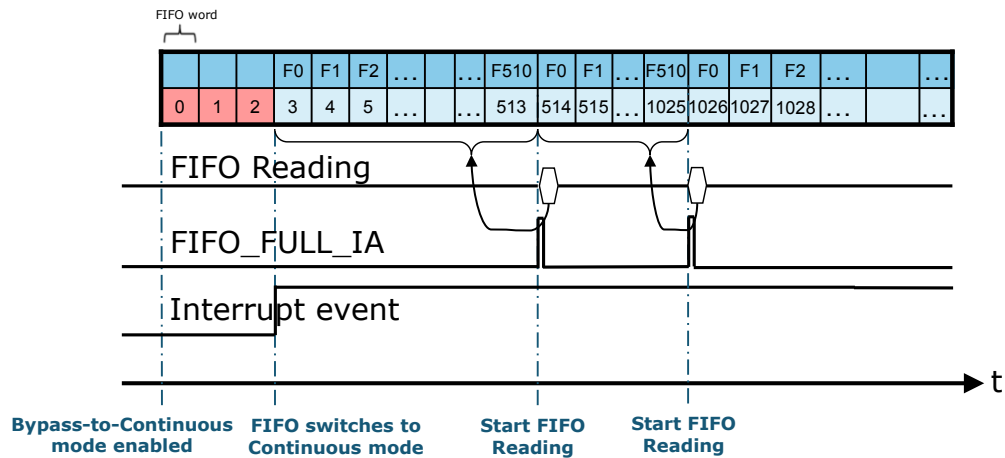 FIFO word
F0 F1 F2 ... ... F510 F0 F1 ... F510 F0 F1 F2 ... ...
0 1 2 3 4 5 ... ... 513 514 515 ... 1025 1026 1027 1028 ... ...
FIFO Reading
FIFO_FULL_IA
Interrupt event
t
Bypass-to-Continuous
mode enabled
FIFO switches to
Continuous mode
Start FIFO
Reading
Start FIFO
Reading